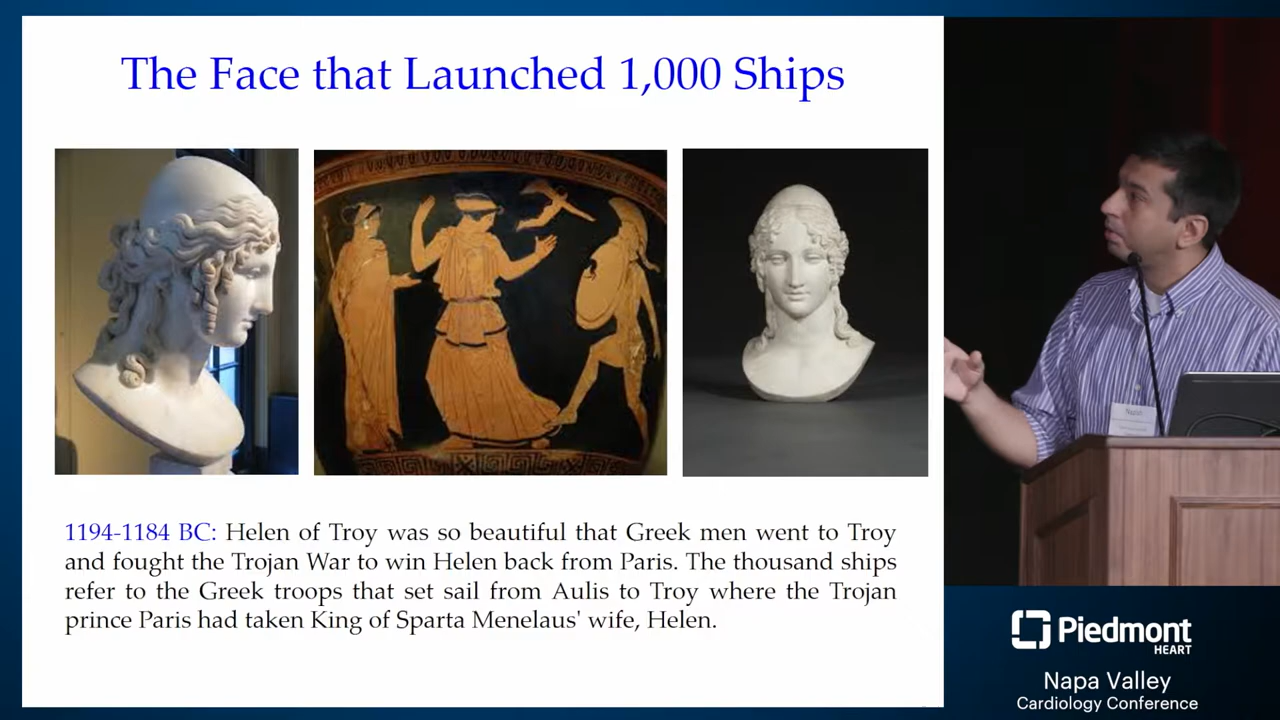 The Face that Launched 1,000 Ships
1194-1184 BC: Helen of Troy was so beautiful that Greek men went to Troy
and fought the Trojan War to win Helen back from Paris. The thousand ships
refer to the Greek troops that set sail from Aulis to Troy where the Trojan
prince Paris had taken King of Sparta Menelaus' wife, Helen.
Piedmont
HEART
Napa Valley
Cardiology Conference